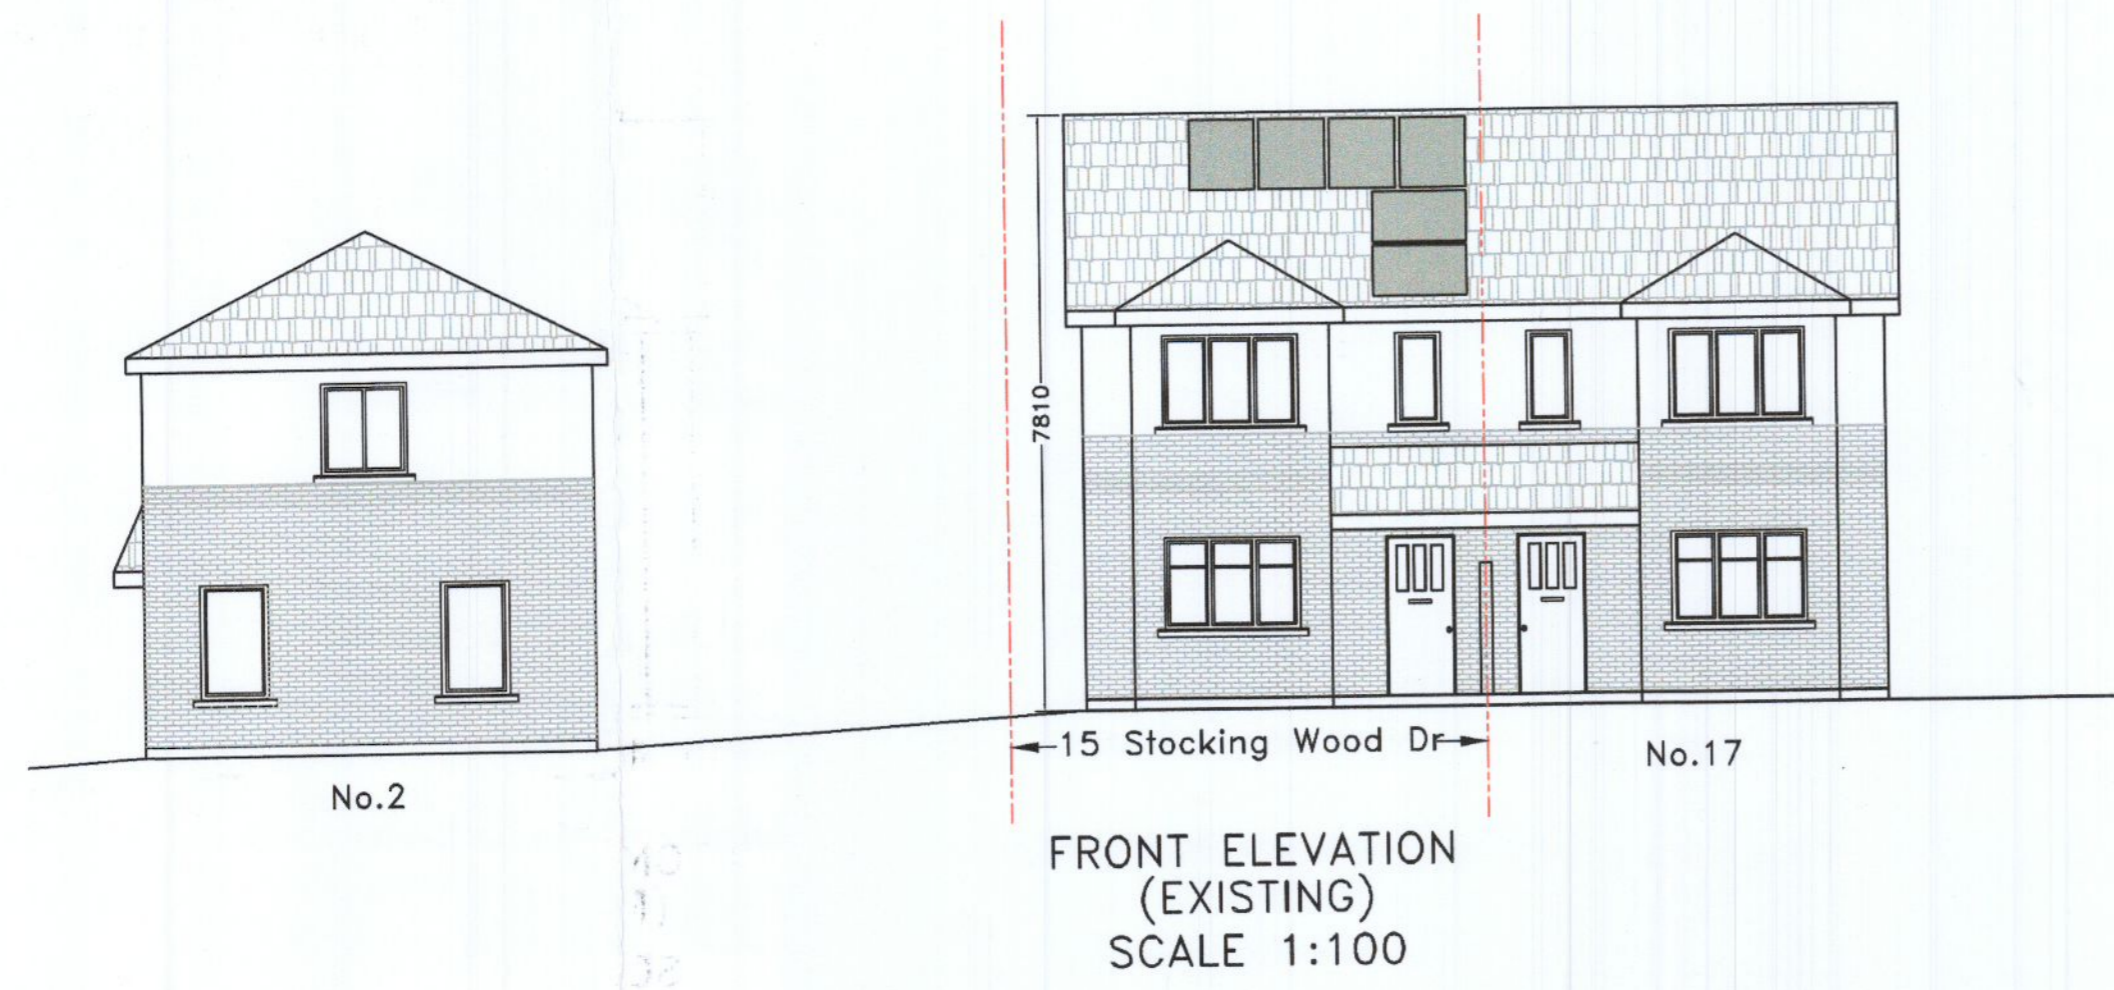 7810
15 Stocking Wood Dr
No.17
No.2
FRONT ELEVATION
(EXISTING)
SCALE 1:100